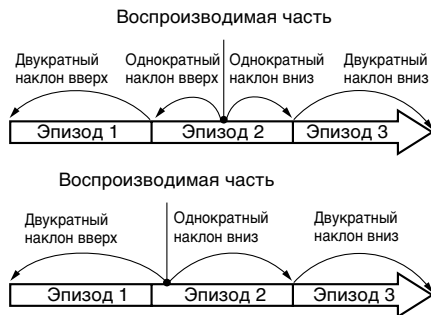 Воспроизводимая часть
Двукратный
наклон вверх
Однократный
наклон вверх
Однократный
наклон вниз
Двукратный
наклон вниз
Эпизод 1
Эпизод 2
Эпизод 3
Воспроизводимая часть
Двукратный
наклон вверх
Однократный
наклон вниз
Двукратный
наклон вниз
Эпизод 1
Эпизод 2
Эпизод 3